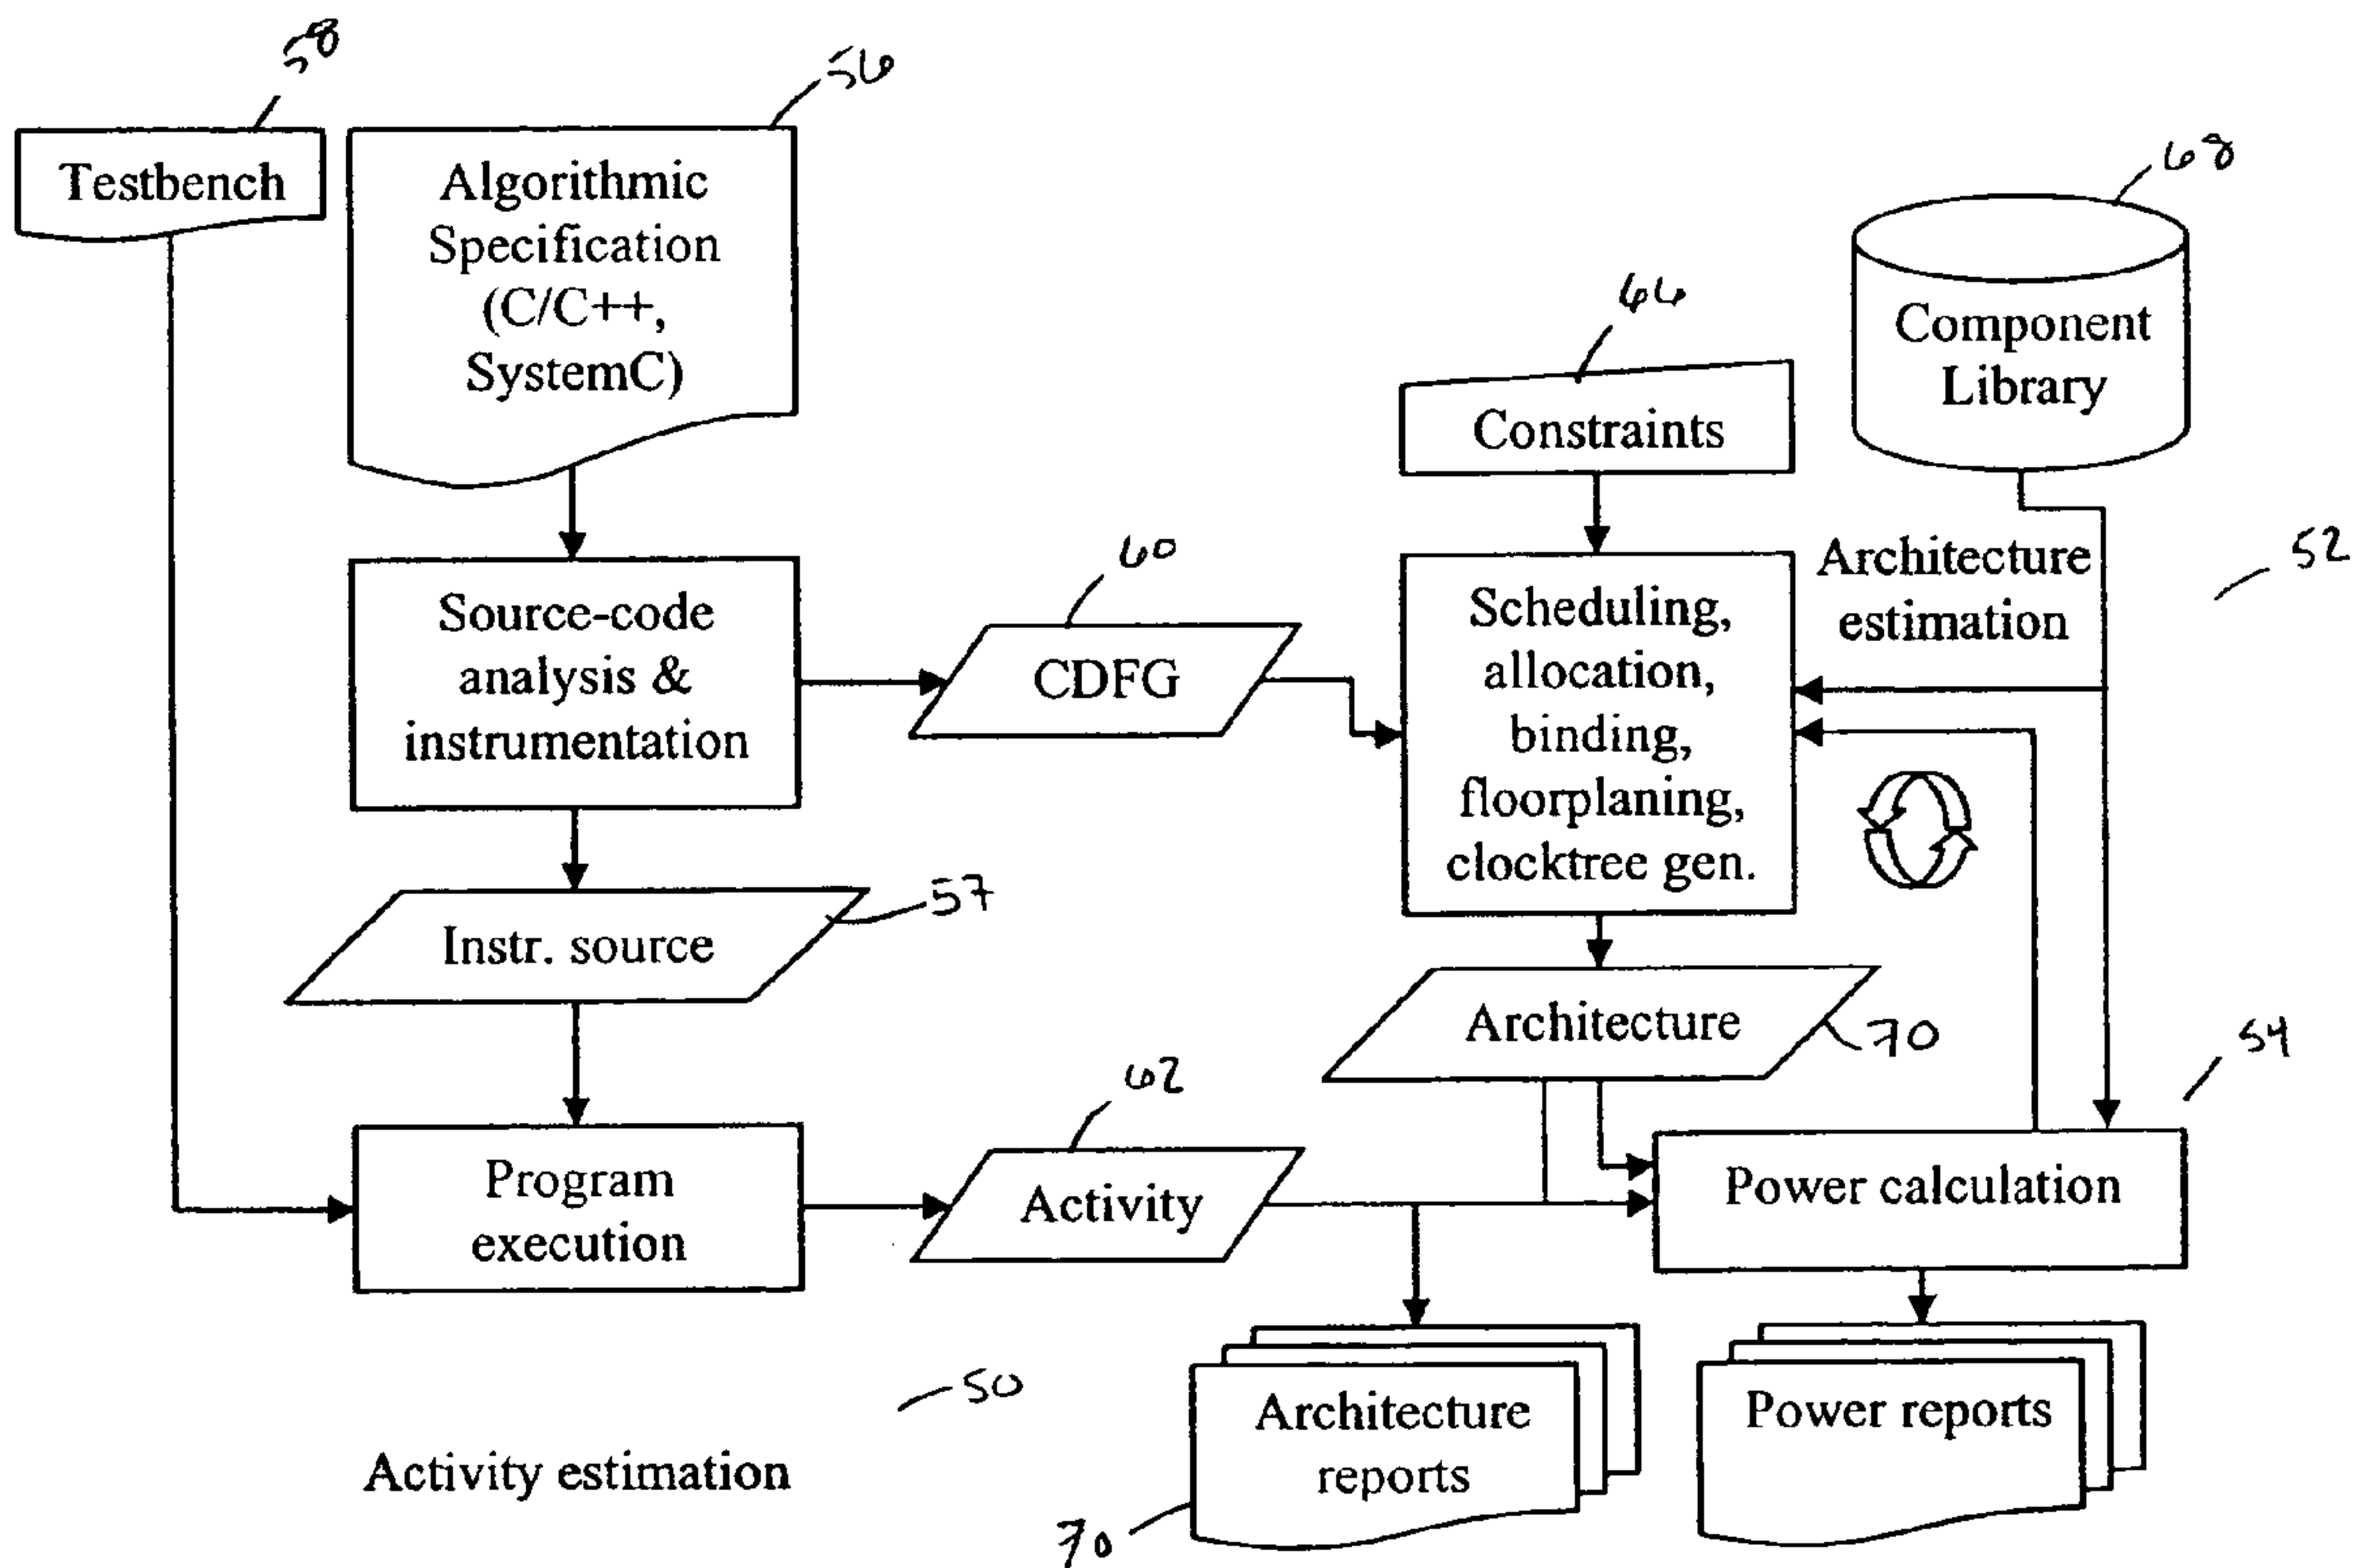 58
56
Testbench
Algorithmic
Specification
(C/C++,
SystemC)
68
Component
Library
66
Constraints
Source-code
analysis &
instrumentation
60
CDFG
Scheduling,
allocation,
binding,
floorplaning,
clocktree gen.
Architecture
estimation
52
Instr. source
57
Architecture
70
54
Program
execution
62
Activity
Power calculation
Activity estimation
50
Architecture
reports
70
Power reports